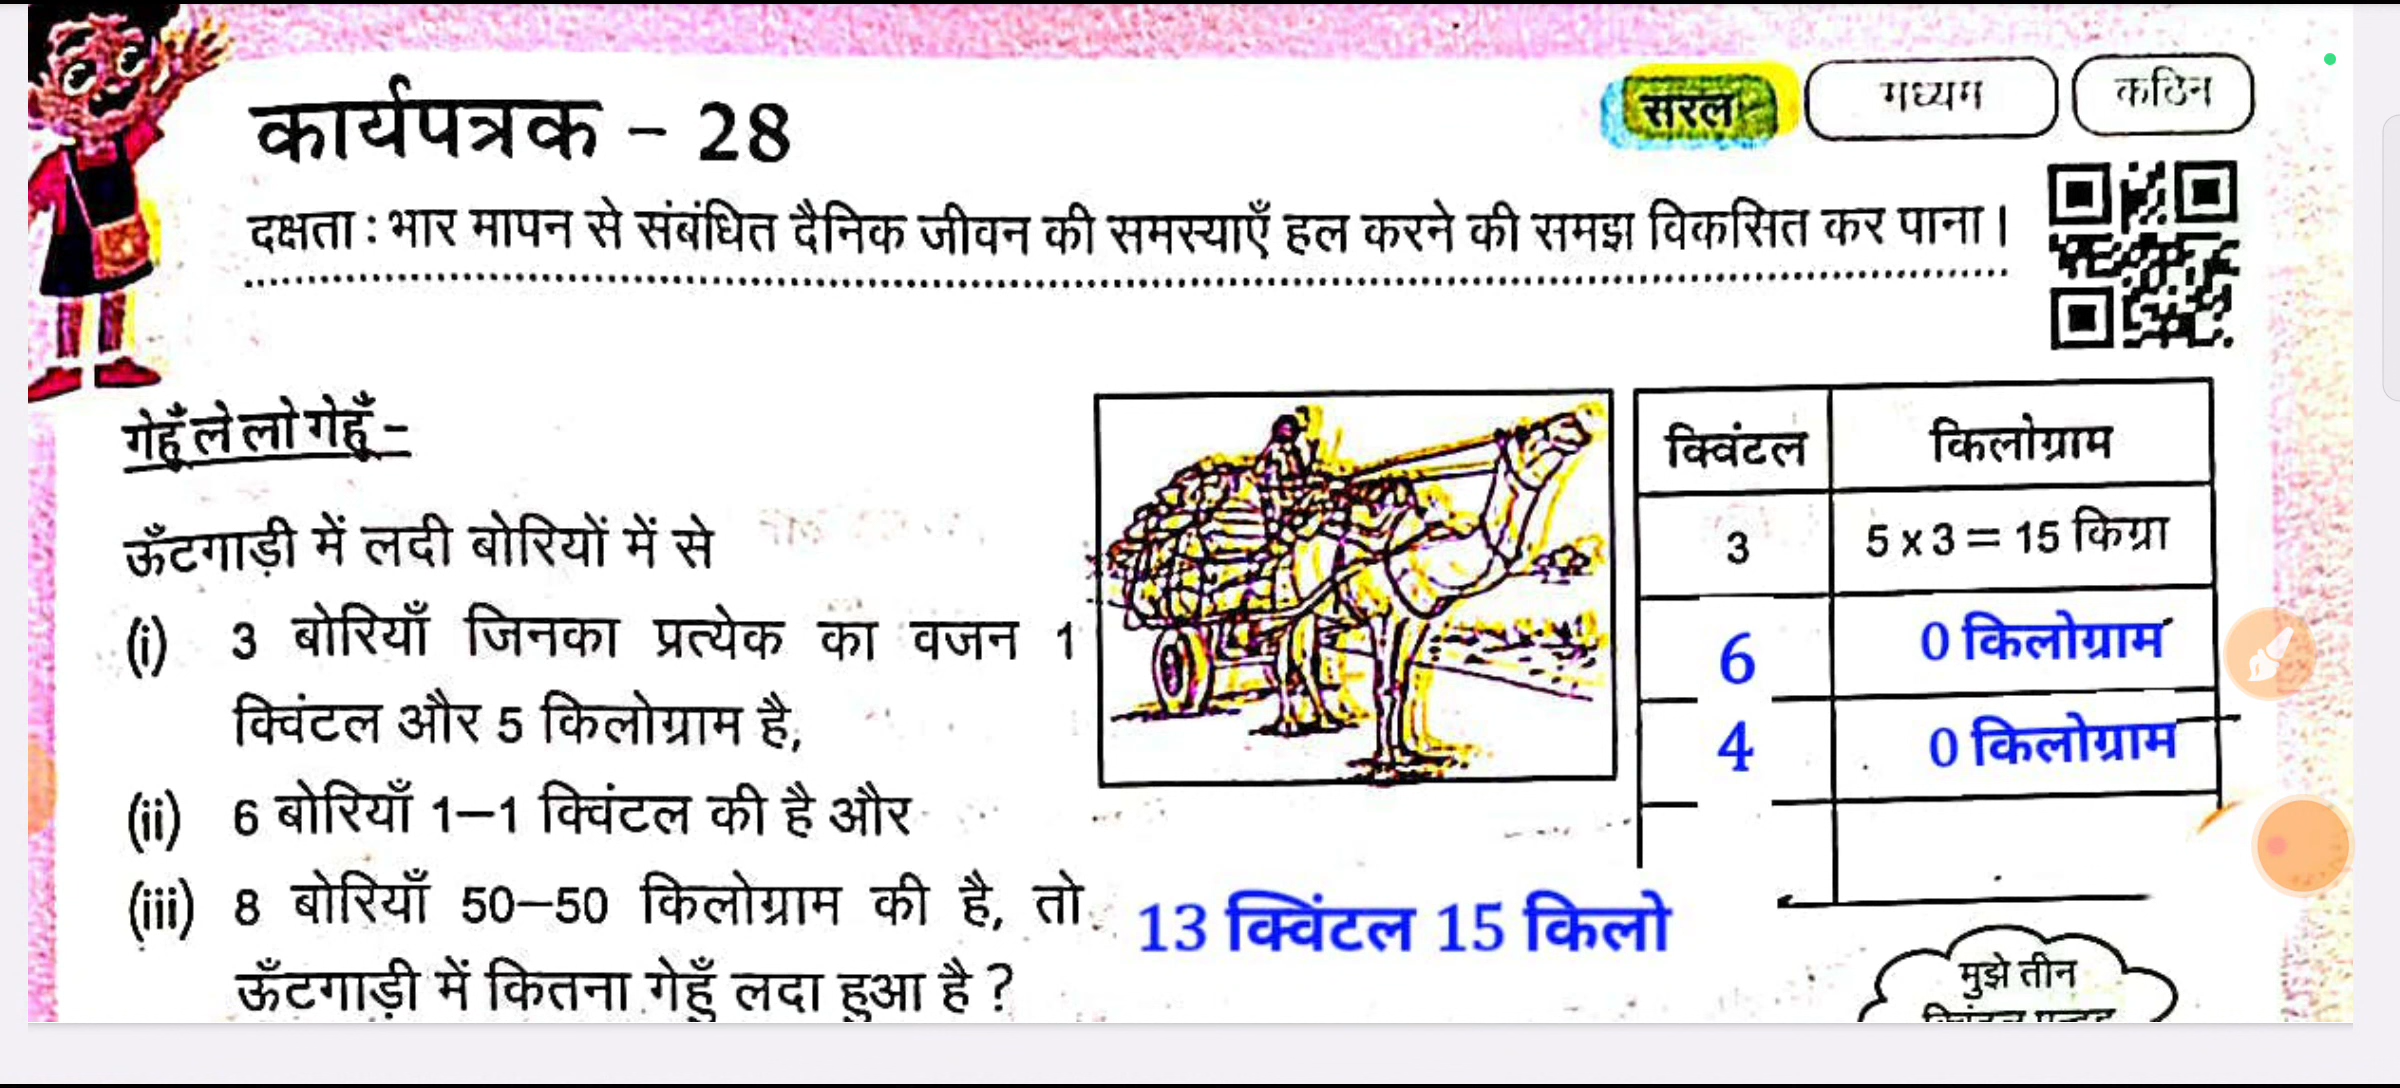 कार्यपत्रक - 28
सरल
मध्यम
कठिन
दक्षता : भार मापन से संबंधित दैनिक जीवन की समस्याएँ हल करने की समझ विकसित कर पाना।
गेहूँ ले लो गेहूँ -
ऊँटगाड़ी में लदी बोरियों में से
(i) 3 बोरियाँ जिनका प्रत्येक का वजन 1
क्विंटल और 5 किलोग्राम है,
(ii) 6 बोरियाँ 1-1 क्विंटल की है और
(iii) 8 बोरियाँ 50-50 किलोग्राम की है, तो
ऊँटगाड़ी में कितना गेहूँ लदा हुआ है ?
क्विंटल किलोग्राम
3 5 x 3 = 15 किग्रा
6 0 किलोग्राम
4 0 किलोग्राम
13 क्विंटल 15 किलो
मुझे तीन